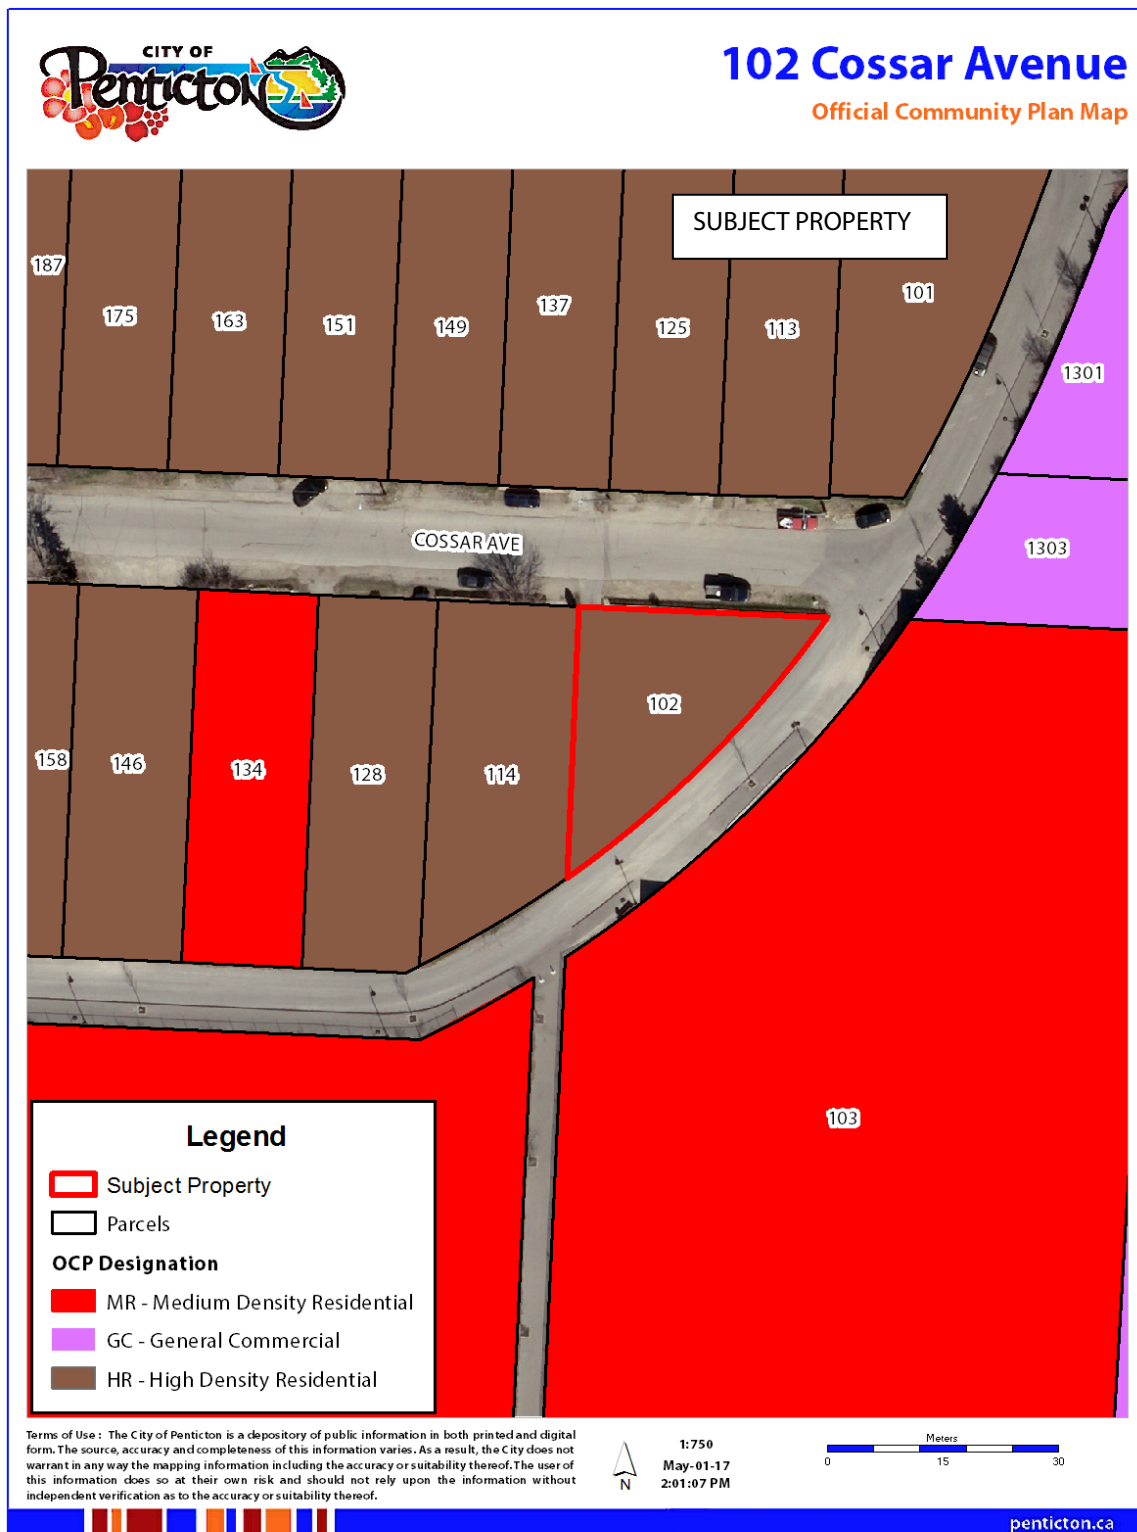 CITY OF
Penticton
102 Cossar Avenue
Official Community Plan Map
SUBJECT PROPERTY
187
175
163
151
149
137
125
113
101
1301
1303
COSSAR AVE
158
146
134
128
114
102
103
Legend
Subject Property
Parcels
OCP Designation
MR - Medium Density Residential
GC - General Commercial
HR - High Density Residential
Terms of Use : The City of Penticton is a depository of public information in both printed and digital
form. The source, accuracy and completeness of this information varies. As a result, the City does not
warrant in any way the mapping information including the accuracy or suitability thereof. The user of
this information does so at their own risk and should not rely upon the information without
independent verification as to the accuracy or suitability thereof.
N
1:750
May-01-17
2:01:07 PM
Meters
0 15 30
penticton.ca